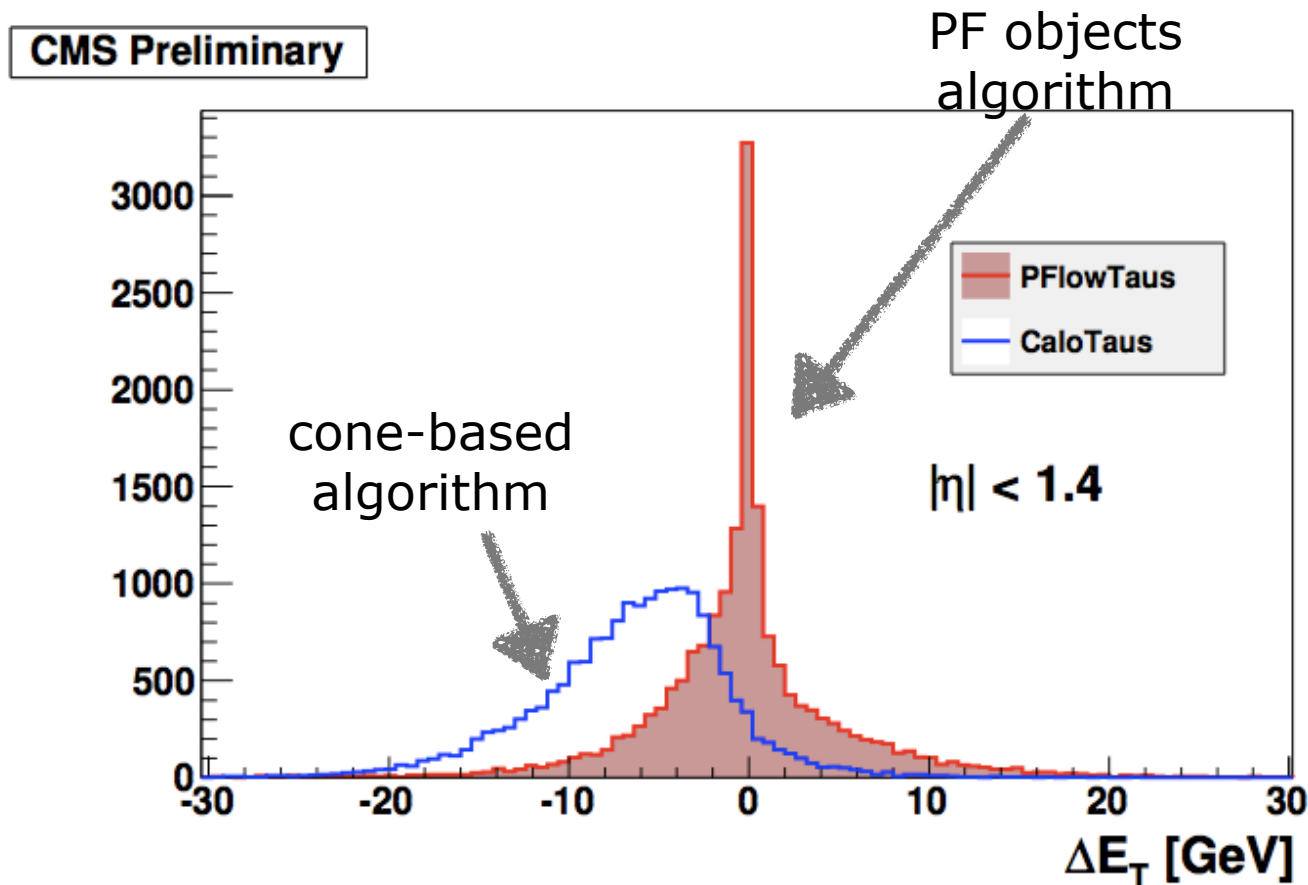 CMS Preliminary
PF objects
algorithm
3000
2500
2000
1500
1000
500
0
PFlowTaus
CaloTaus
cone-based
algorithm
|η| < 1.4
-30 -20 -10 0 10 20 30
ΔE_T [GeV]